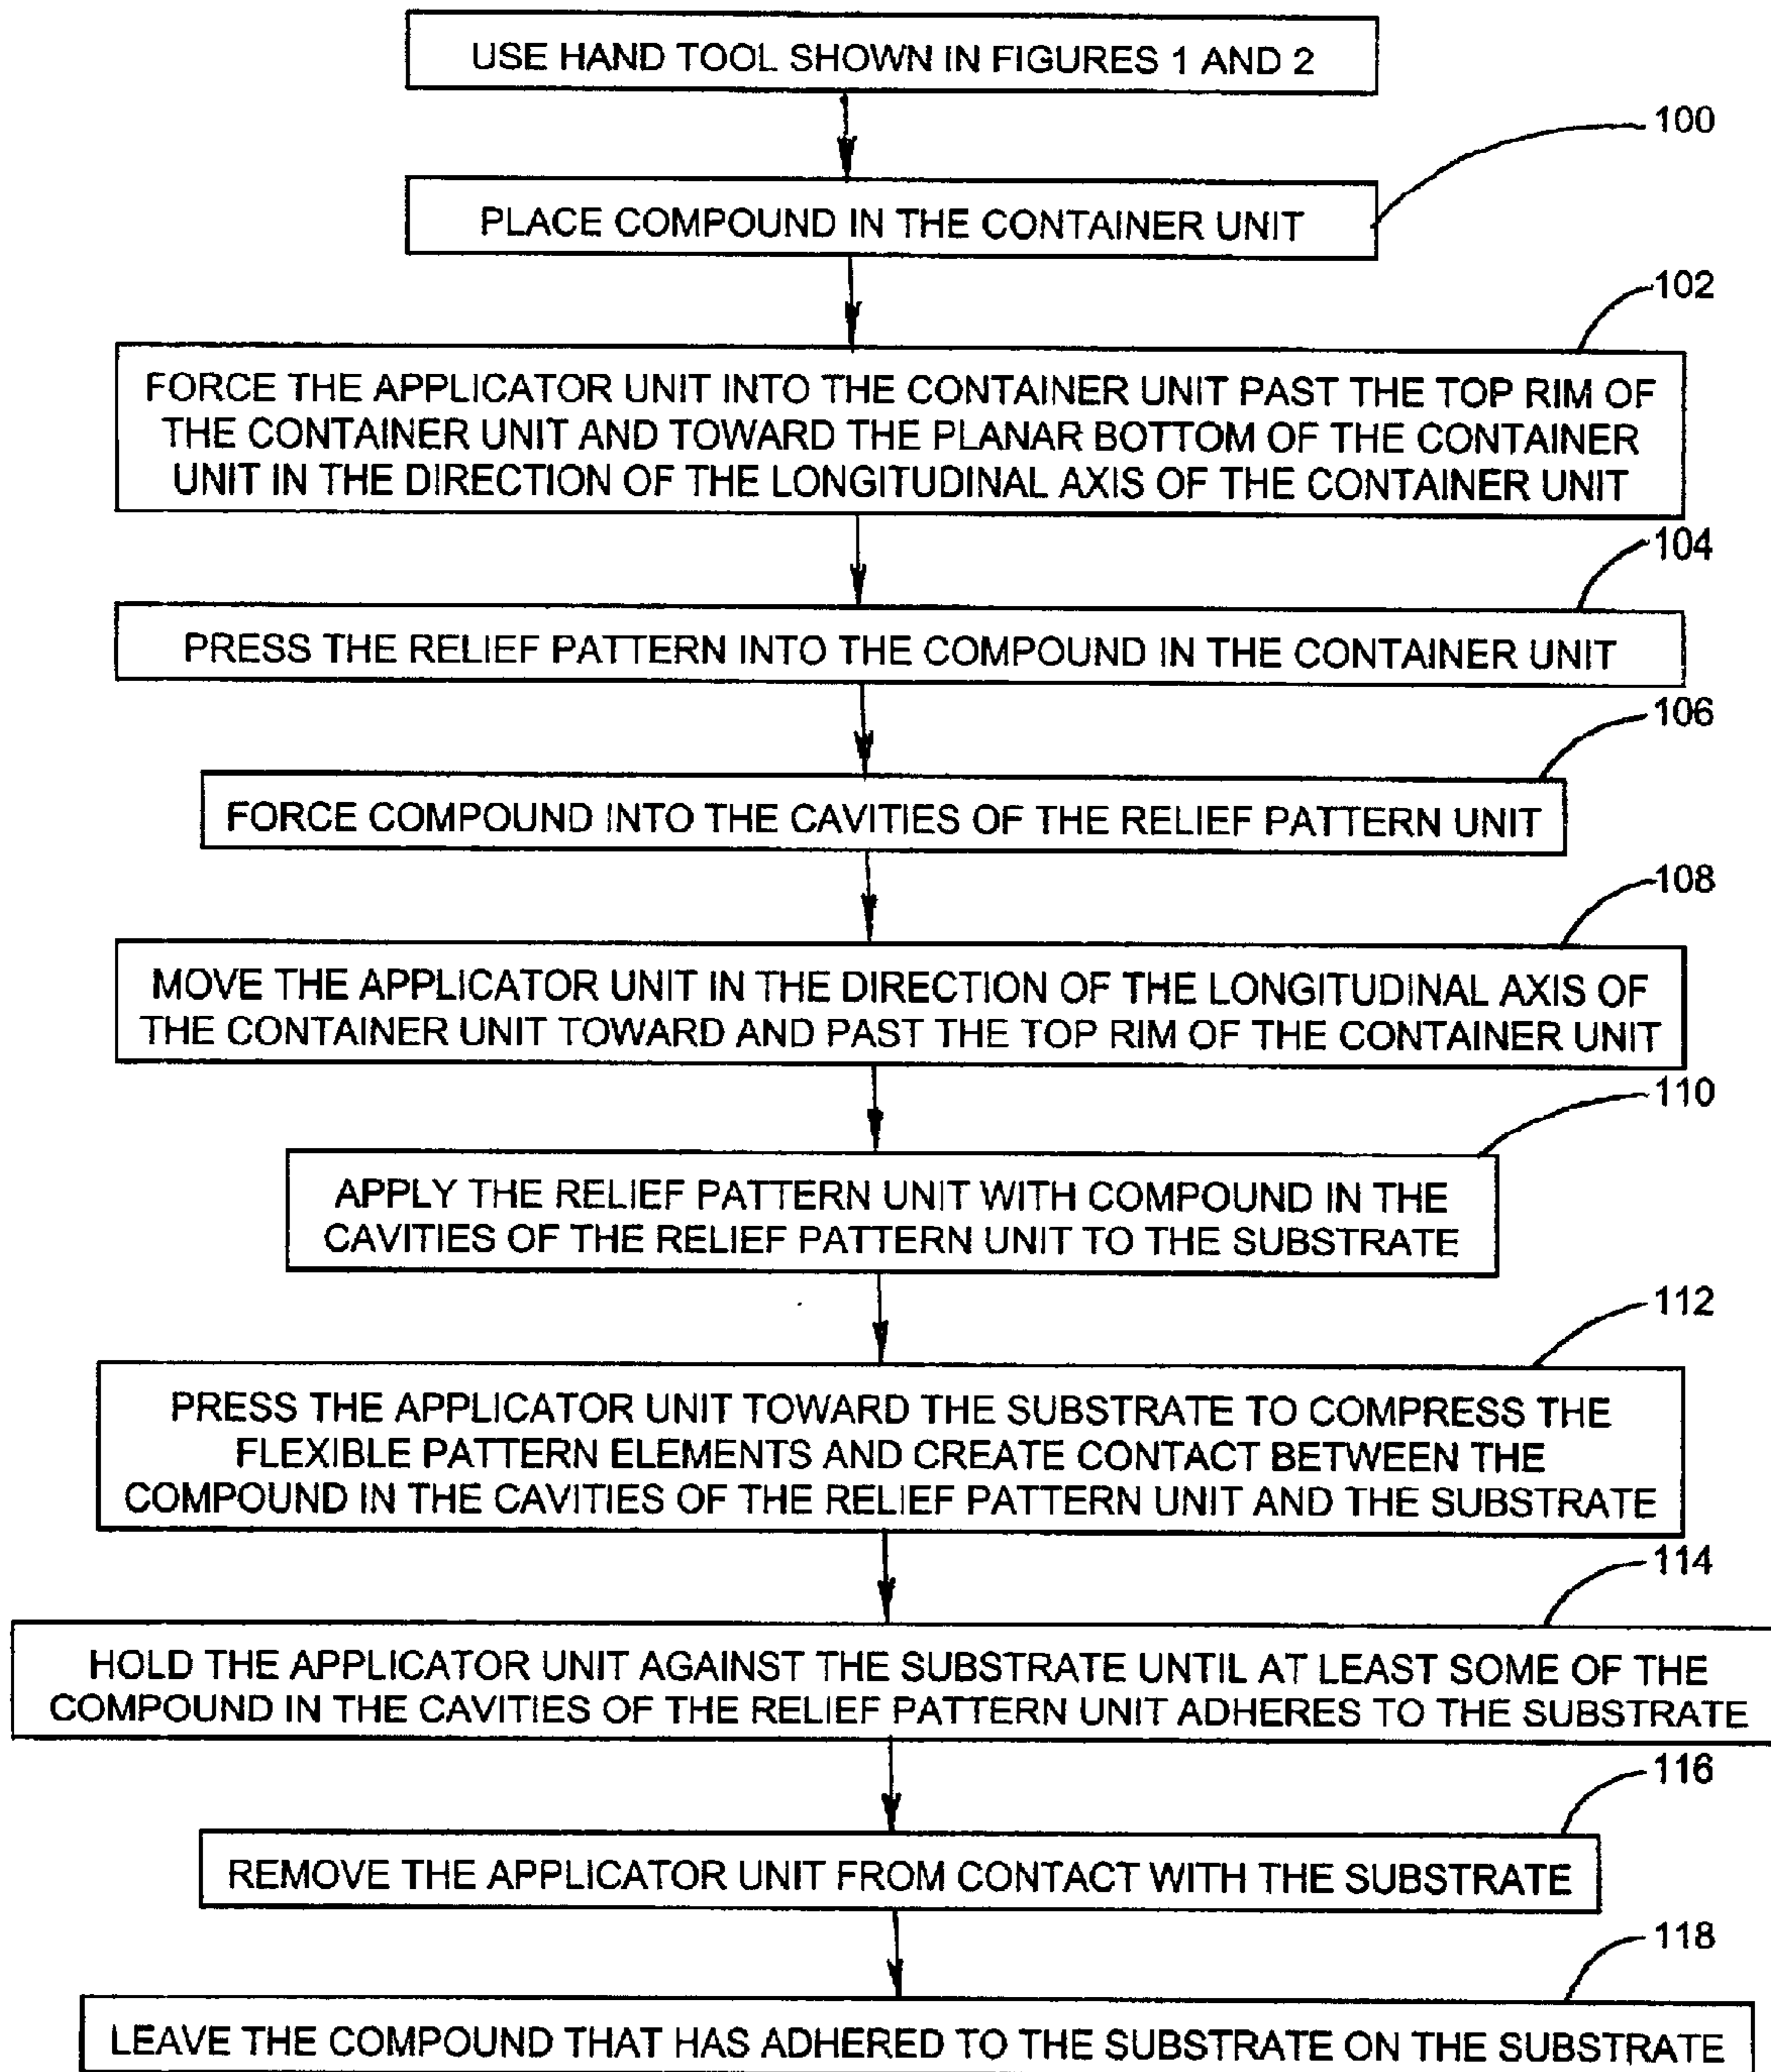 USE HAND TOOL SHOWN IN FIGURES 1 AND 2
100
PLACE COMPOUND IN THE CONTAINER UNIT
102
FORCE THE APPLICATOR UNIT INTO THE CONTAINER UNIT PAST THE TOP RIM OF
THE CONTAINER UNIT AND TOWARD THE PLANAR BOTTOM OF THE CONTAINER
UNIT IN THE DIRECTION OF THE LONGITUDINAL AXIS OF THE CONTAINER UNIT
104
PRESS THE RELIEF PATTERN INTO THE COMPOUND IN THE CONTAINER UNIT
106
FORCE COMPOUND INTO THE CAVITIES OF THE RELIEF PATTERN UNIT
108
MOVE THE APPLICATOR UNIT IN THE DIRECTION OF THE LONGITUDINAL AXIS OF
THE CONTAINER UNIT TOWARD AND PAST THE TOP RIM OF THE CONTAINER UNIT
110
APPLY THE RELIEF PATTERN UNIT WITH COMPOUND IN THE
CAVITIES OF THE RELIEF PATTERN UNIT TO THE SUBSTRATE
112
PRESS THE APPLICATOR UNIT TOWARD THE SUBSTRATE TO COMPRESS THE
FLEXIBLE PATTERN ELEMENTS AND CREATE CONTACT BETWEEN THE
COMPOUND IN THE CAVITIES OF THE RELIEF PATTERN UNIT AND THE SUBSTRATE
114
HOLD THE APPLICATOR UNIT AGAINST THE SUBSTRATE UNTIL AT LEAST SOME OF THE
COMPOUND IN THE CAVITIES OF THE RELIEF PATTERN UNIT ADHERES TO THE SUBSTRATE
116
REMOVE THE APPLICATOR UNIT FROM CONTACT WITH THE SUBSTRATE
118
LEAVE THE COMPOUND THAT HAS ADHERED TO THE SUBSTRATE ON THE SUBSTRATE